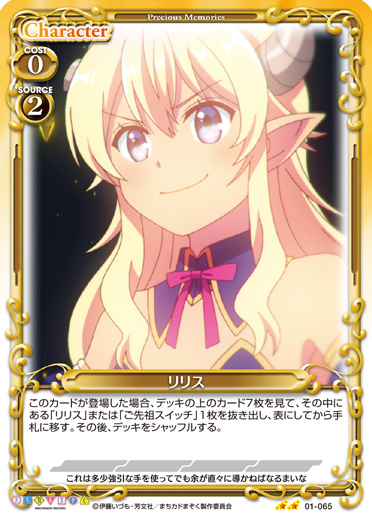 Precious Memories
Character
COST
0
SOURCE
2
リリス
このカードが登場した場合、デッキの上のカード7枚を見て、その中に
ある「リリス」または「ご先祖スイッチ」1枚を抜き出し、表にしてから手
札に移す。その後、デッキをシャッフルする。
これは多少強引な手を使ってでも余が直々に導かねばなるまいな
©伊藤いづも・芳文社/まちカドまぞく製作委員会
01-065